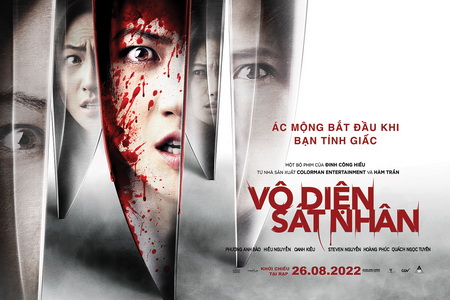 ÁC MỘNG BẮT ĐẦU KHI
BẠN TỈNH GIẤC
MỘT BỘ PHIM CỦA ĐINH CÔNG HIẾU
TỪ NHÀ SẢN XUẤT COLORMAN ENTERTAINMENT VÀ HÀM TRẦN
VÔ DIỆN
SÁT NHÂN
PHƯƠNG ANH ĐÀO HIẾU NGUYỄN OANH KIỀU STEVEN NGUYỄN HOÀNG PHÚC QUÁCH NGỌC TUYÊN
KHỞI CHIẾU
TẠI RẠP
26.08.2022